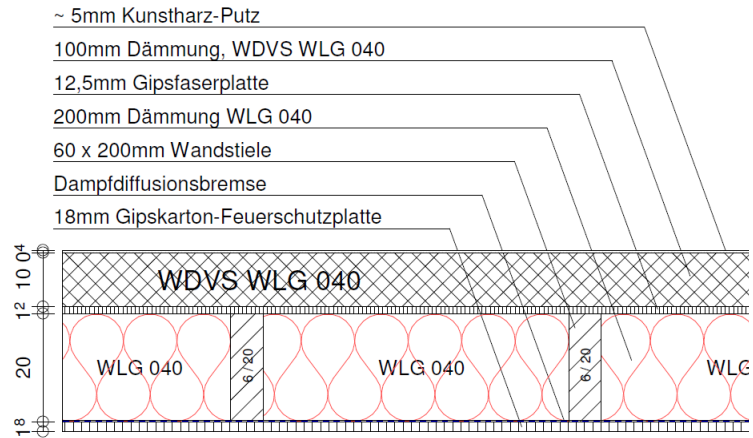 ~ 5mm Kunstharz-Putz
100mm Dämmung, WDVS WLG 040
12,5mm Gipsfaserplatte
200mm Dämmung WLG 040
60 x 200mm Wandstiele
Dampfdiffusionsbremse
18mm Gipskarton-Feuerschutzplatte
04
10
WDVS WLG 040
12
20
WLG 040
6 / 20
WLG 040
6 / 20
WLG
18